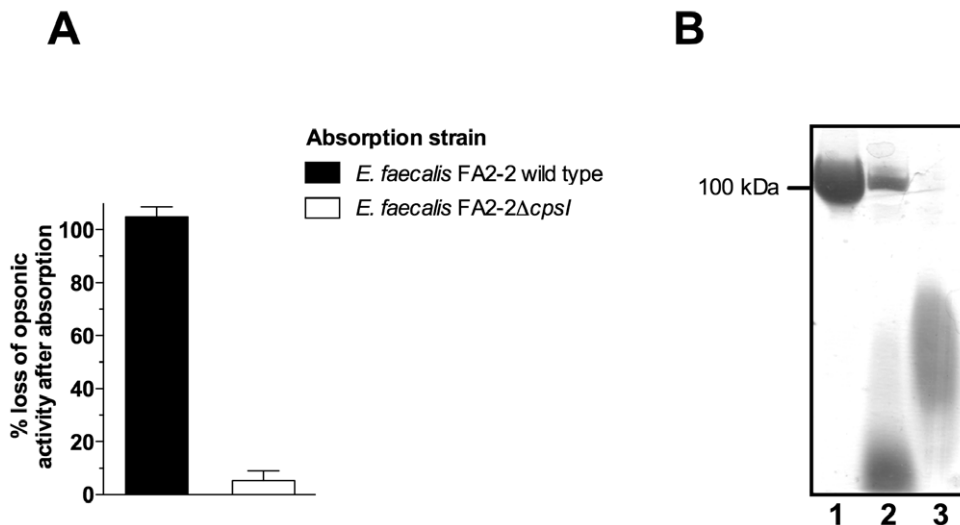 A
B
Absorption strain
E. faecalis FA2-2 wild type
E. faecalis FA2-2ΔcpsI
% loss of opsonic
activity after absorption
100
80
60
40
20
0
100 kDa
1 2 3